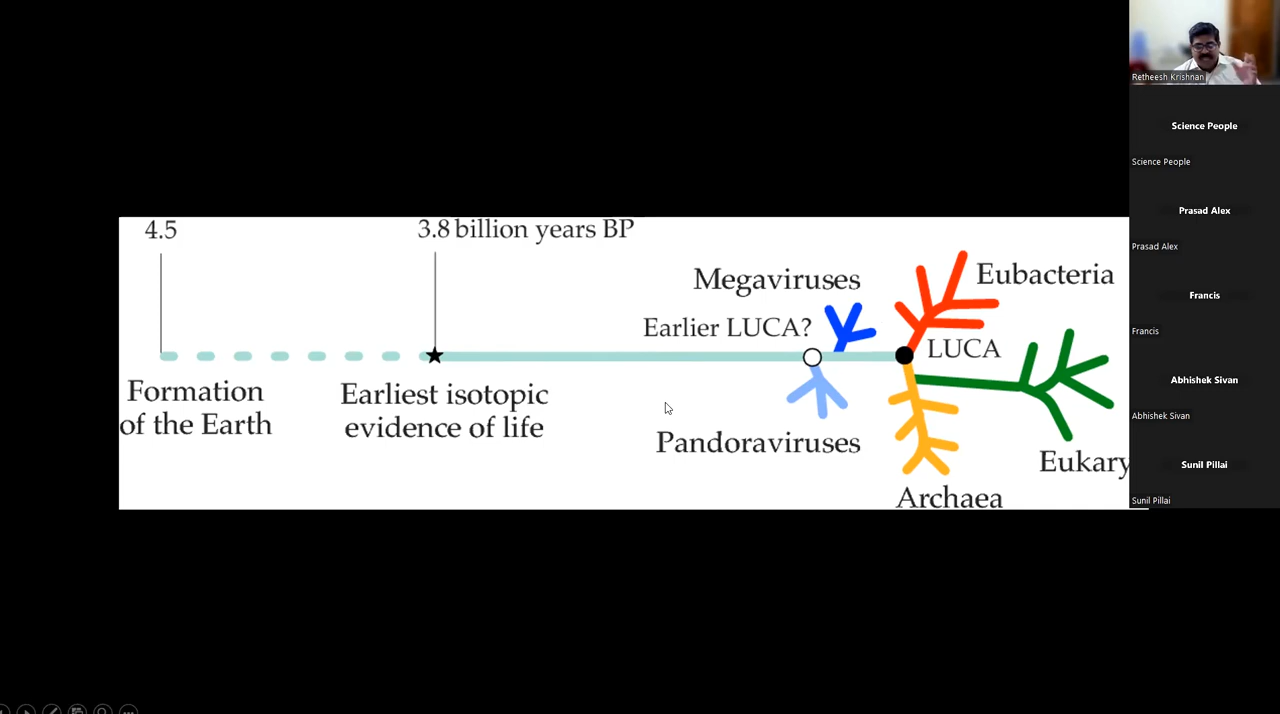 4.5
3.8 billion years BP
Megaviruses
Eubacteria
Earlier LUCA?
LUCA
Formation
of the Earth
Earliest isotopic
evidence of life
Pandoraviruses
Eukary
Archaea
Retheesh Krishnan
Science People
Science People
Prasad Alex
Prasad Alex
Francis
Francis
Abhishek Sivan
Abhishek Sivan
Sunil Pillai
Sunil Pillai